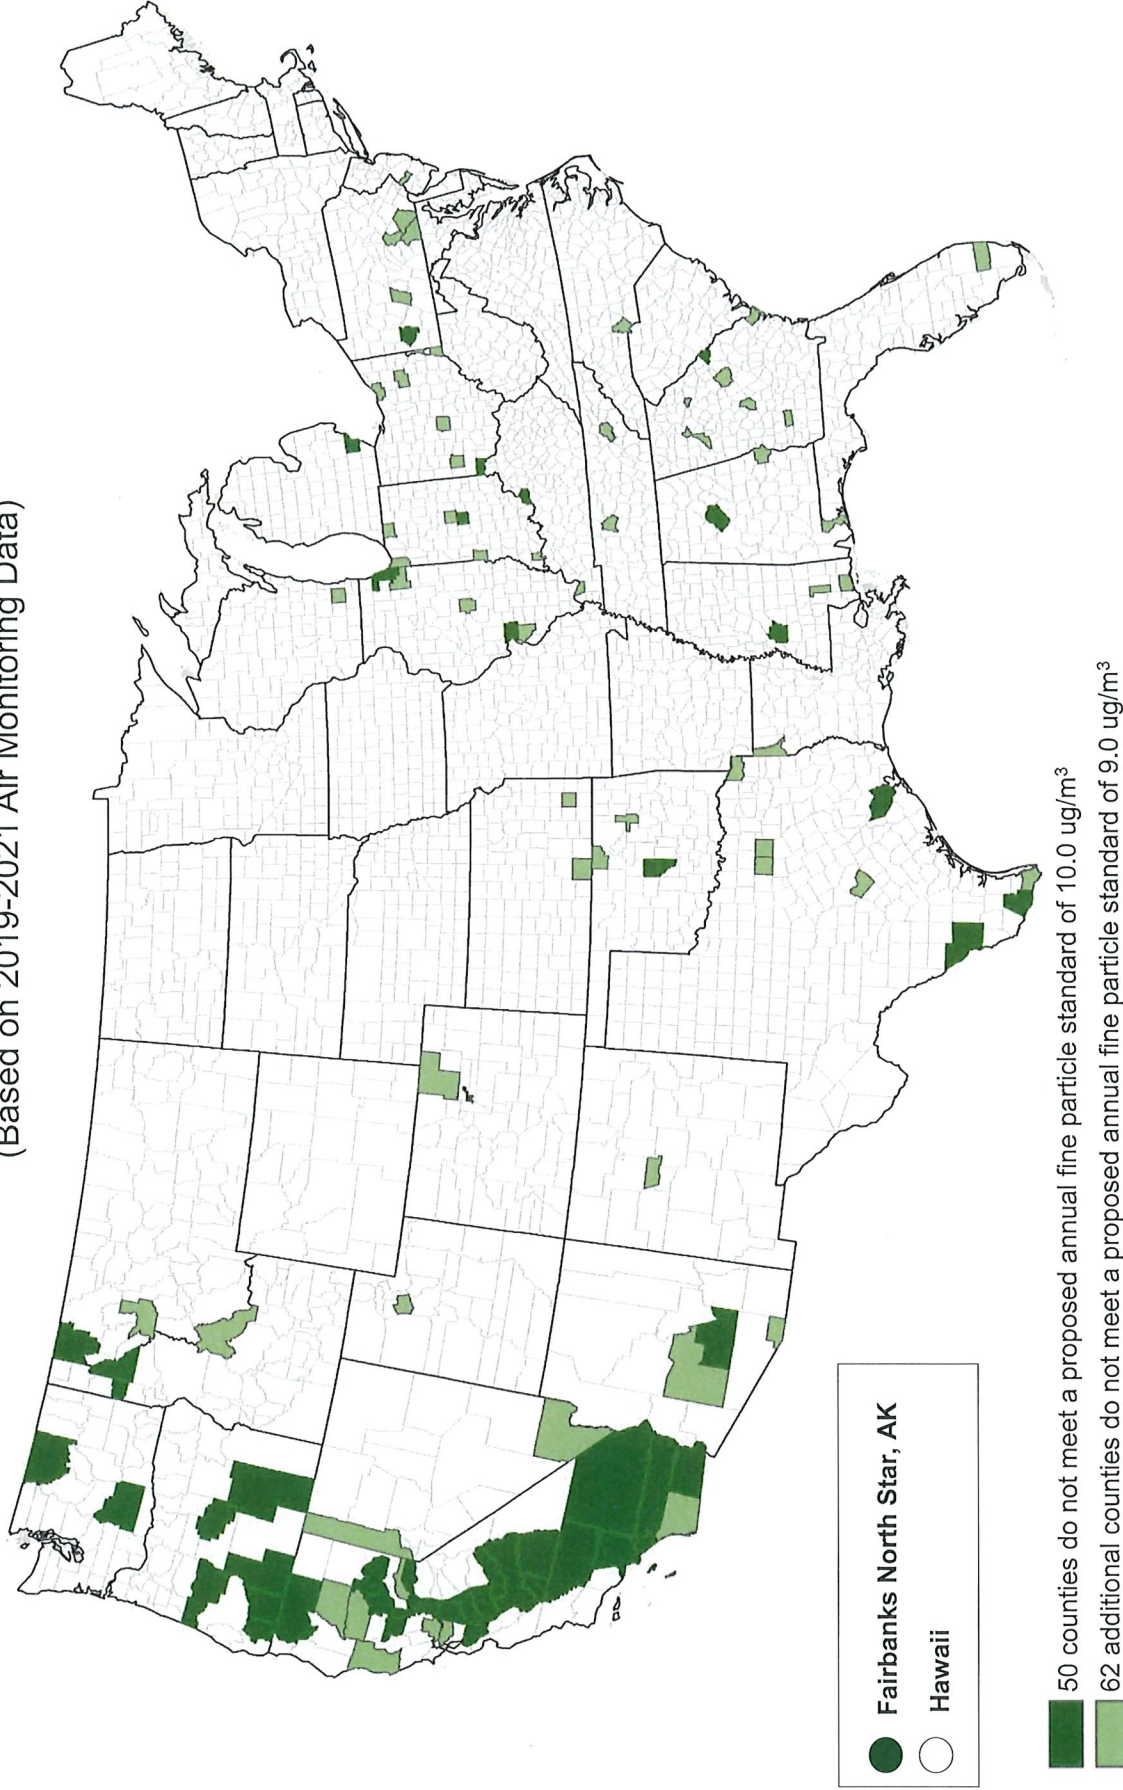 (Based on 2019-2021 Air Monitoring Data)
Fairbanks North Star, AK
Hawaii
50 counties do not meet a proposed annual fine particle standard of 10.0 ug/m³
62 additional counties do not meet a proposed annual fine particle standard of 9.0 ug/m³